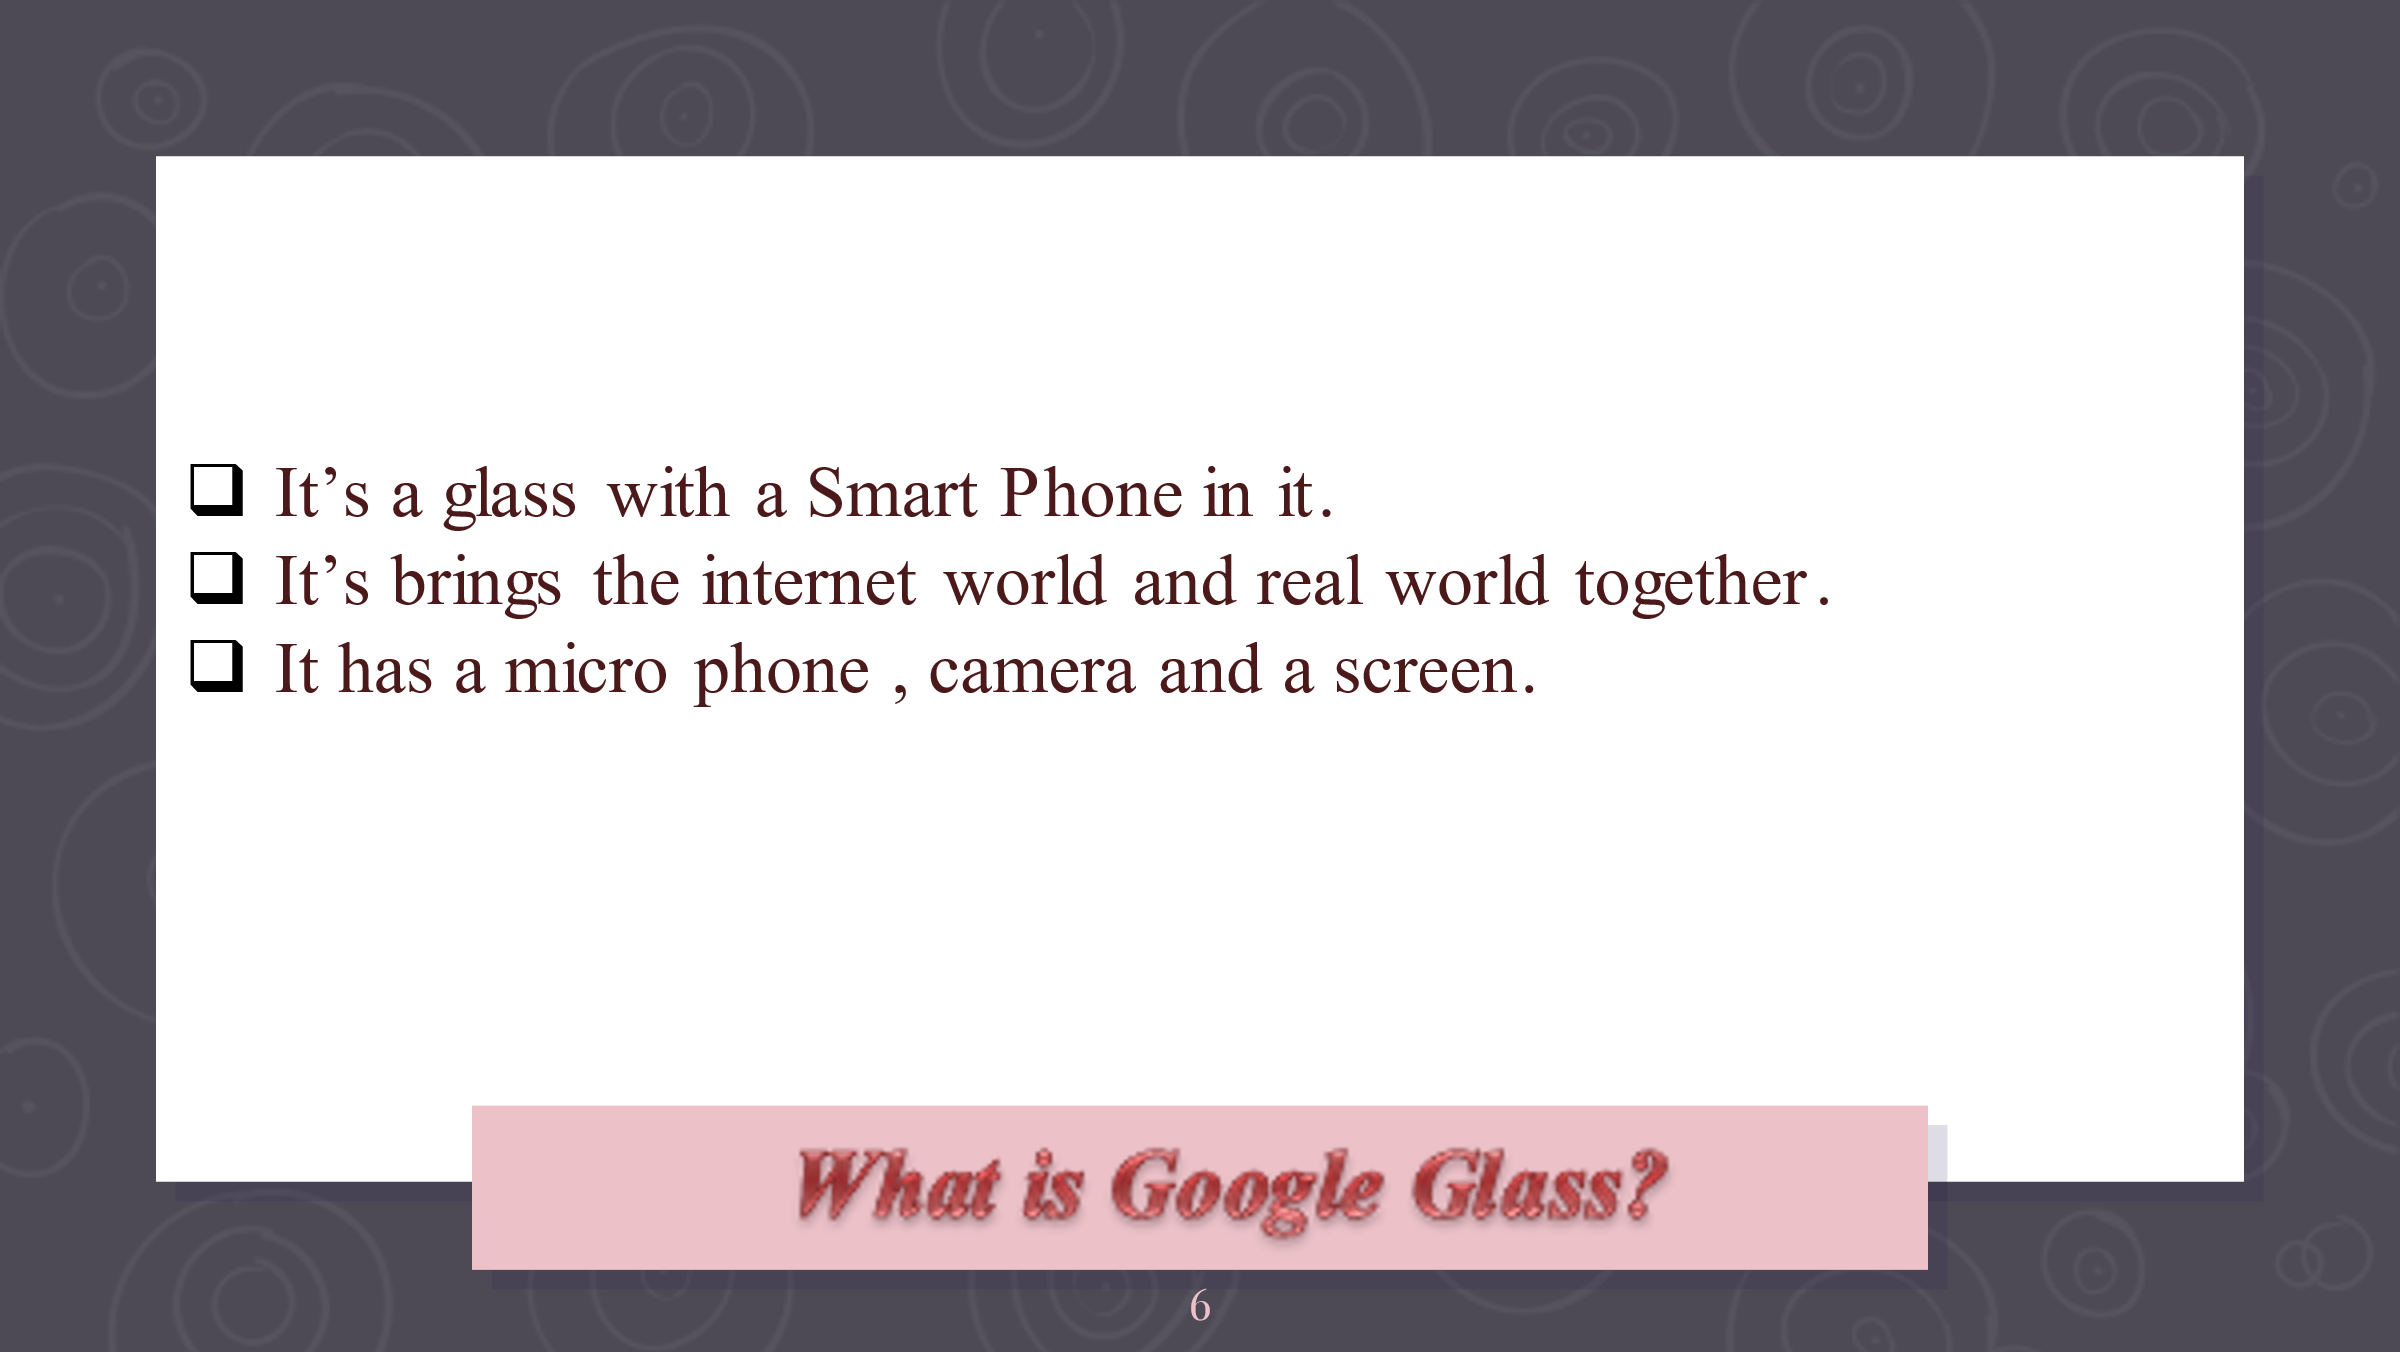 It’s a glass with a Smart Phone in it.
It’s brings the internet world and real world together.
It has a micro phone , camera and a screen.
What is Google Glass?
6